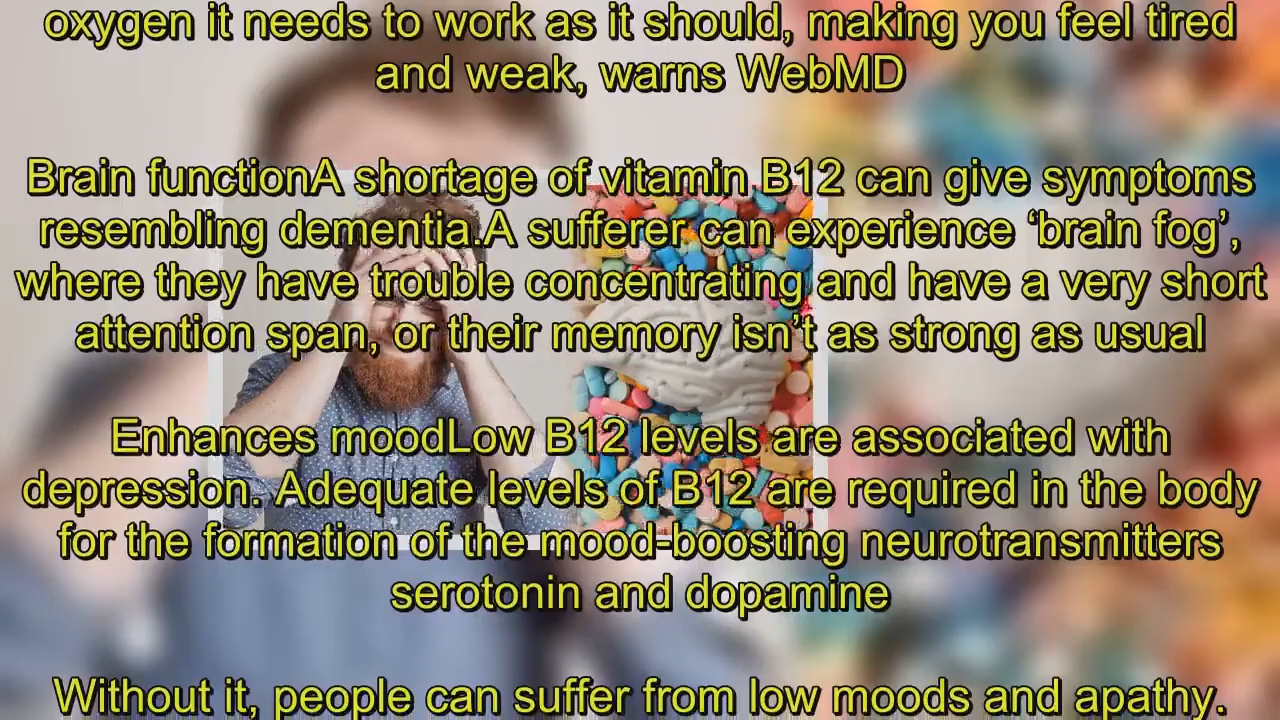 oxygen it needs to work as it should, making you feel tired
and weak, warns WebMD
Brain functionA shortage of vitamin B12 can give symptoms
resembling dementia.A sufferer can experience ‘brain fog’,
where they have trouble concentrating and have a very short
attention span, or their memory isn’t as strong as usual
Enhances moodLow B12 levels are associated with
depression. Adequate levels of B12 are required in the body
for the formation of the mood-boosting neurotransmitters
serotonin and dopamine
Without it, people can suffer from low moods and apathy.